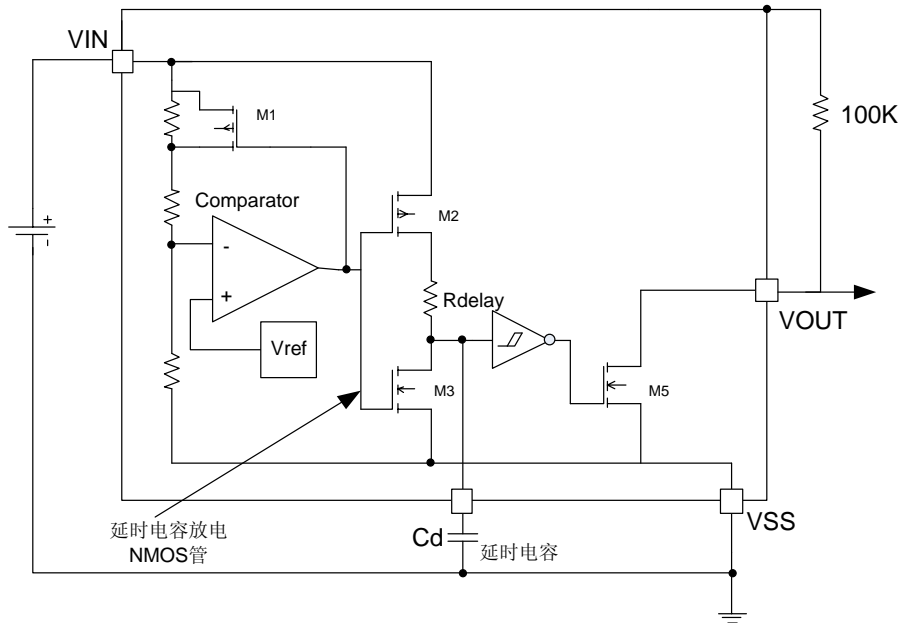 VIN
M1
100K
Comparator
M2
-
+
Rdelay
Vref
VOUT
M3
M5
+
-
VSS
延时电容放电
NMOS管
Cd
延时电容